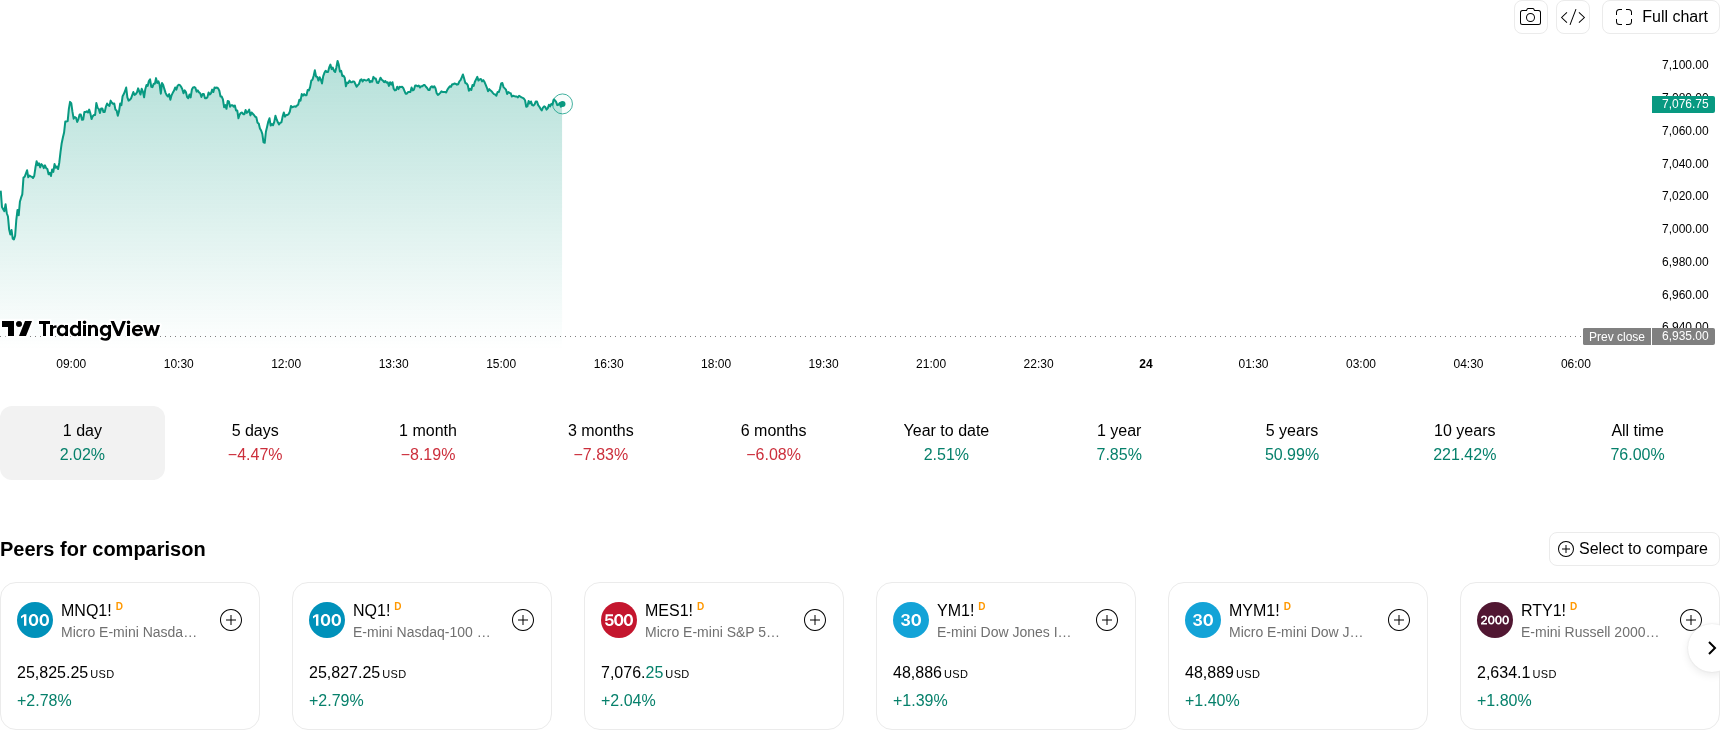 Full chart
7,100.00
7,080.00
7,076.75
7,060.00
7,040.00
7,020.00
7,000.00
6,980.00
6,960.00
6,940.00
Prev close 6,935.00
TradingView
09:00 10:30 12:00 13:30 15:00 16:30 18:00 19:30 21:00 22:30 24 01:30 03:00 04:30 06:00
1 day 5 days 1 month 3 months 6 months Year to date 1 year 5 years 10 years All time
2.02% −4.47% −8.19% −7.83% −6.08% 2.51% 7.85% 50.99% 221.42% 76.00%
Peers for comparison
Select to compare
100 MNQ1! D
Micro E-mini Nasda…
25,825.25 USD
+2.78%
100 NQ1! D
E-mini Nasdaq-100 …
25,827.25 USD
+2.79%
500 MES1! D
Micro E-mini S&P 5…
7,076.25 USD
+2.04%
30 YM1! D
E-mini Dow Jones I…
48,886 USD
+1.39%
30 MYM1! D
Micro E-mini Dow J…
48,889 USD
+1.40%
2000 RTY1! D
E-mini Russell 2000…
2,634.1 USD
+1.80%